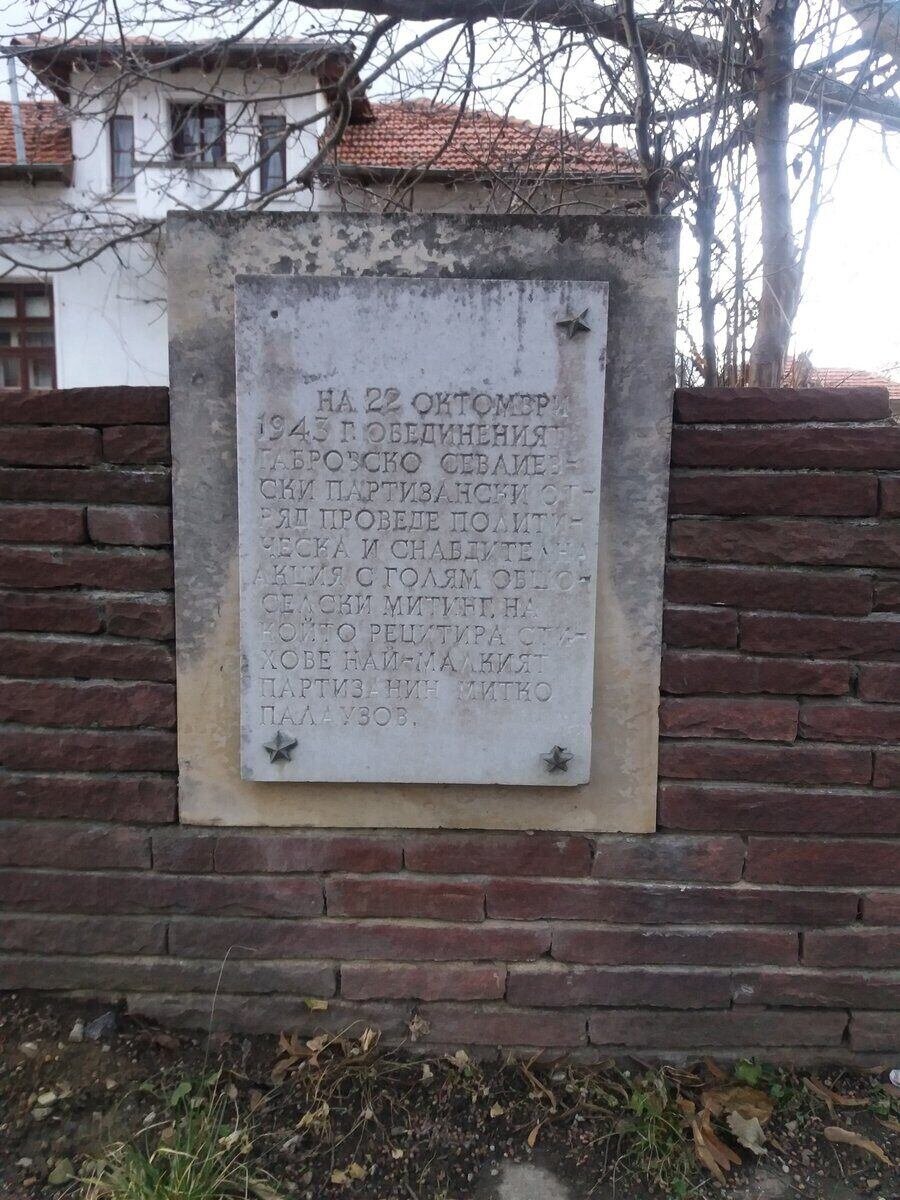 НА 22 ОКТОМВРИ
1943 Г. ОБЕДИНЕНИЯТ
ГАБРОВСКО СЕВЛИЕВ-
СКИ ПАРТИЗАНСКИ ОТ-
РЯД ПРОВЕДЕ ПОЛИТИ-
ЧЕСКА И СНАБДИТЕЛНА
АКЦИЯ С ГОЛЯМ ОБЩО-
СЕЛСКИ МИТИНГ, НА
КОЙТО РЕЦИТИРА СТИ-
ХОВЕ НАЙ-МАЛКИЯТ
ПАРТИЗАНИН МИТКО
ПАЛАУЗОВ.